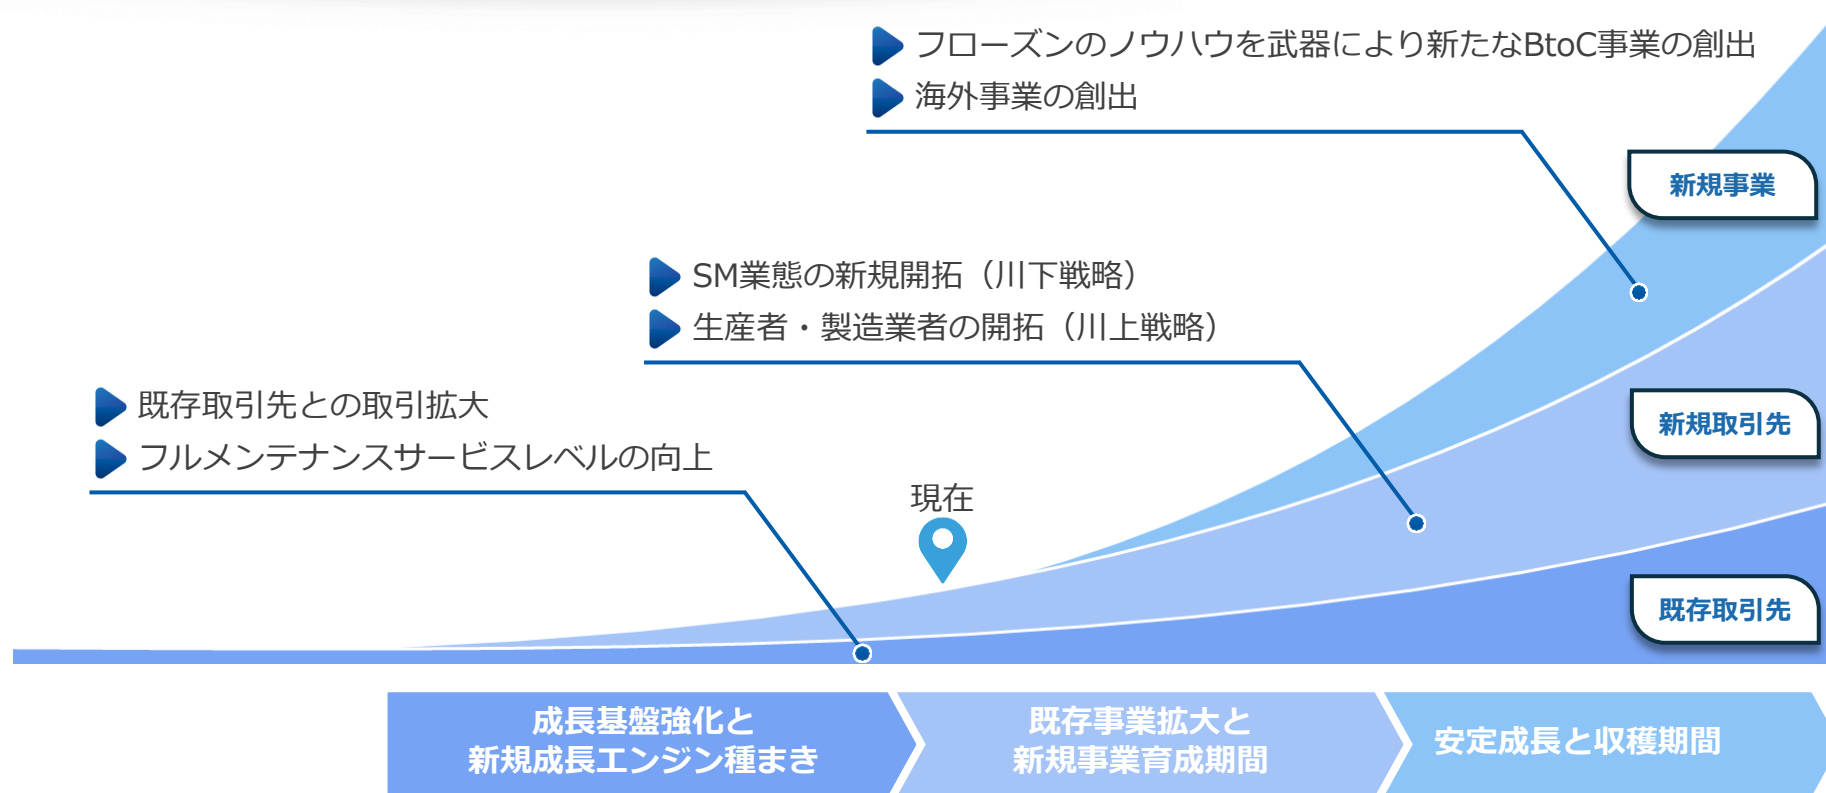 フローズンのノウハウを武器により新たなBtoC事業の創出
海外事業の創出
新規事業
SM業態の新規開拓（川下戦略）
生産者・製造業者の開拓（川上戦略）
既存取引先との取引拡大
フルメンテナンスサービスレベルの向上
新規取引先
現在
既存取引先
成長基盤強化と
新規成長エンジン種まき
既存事業拡大と
新規事業育成期間
安定成長と収穫期間